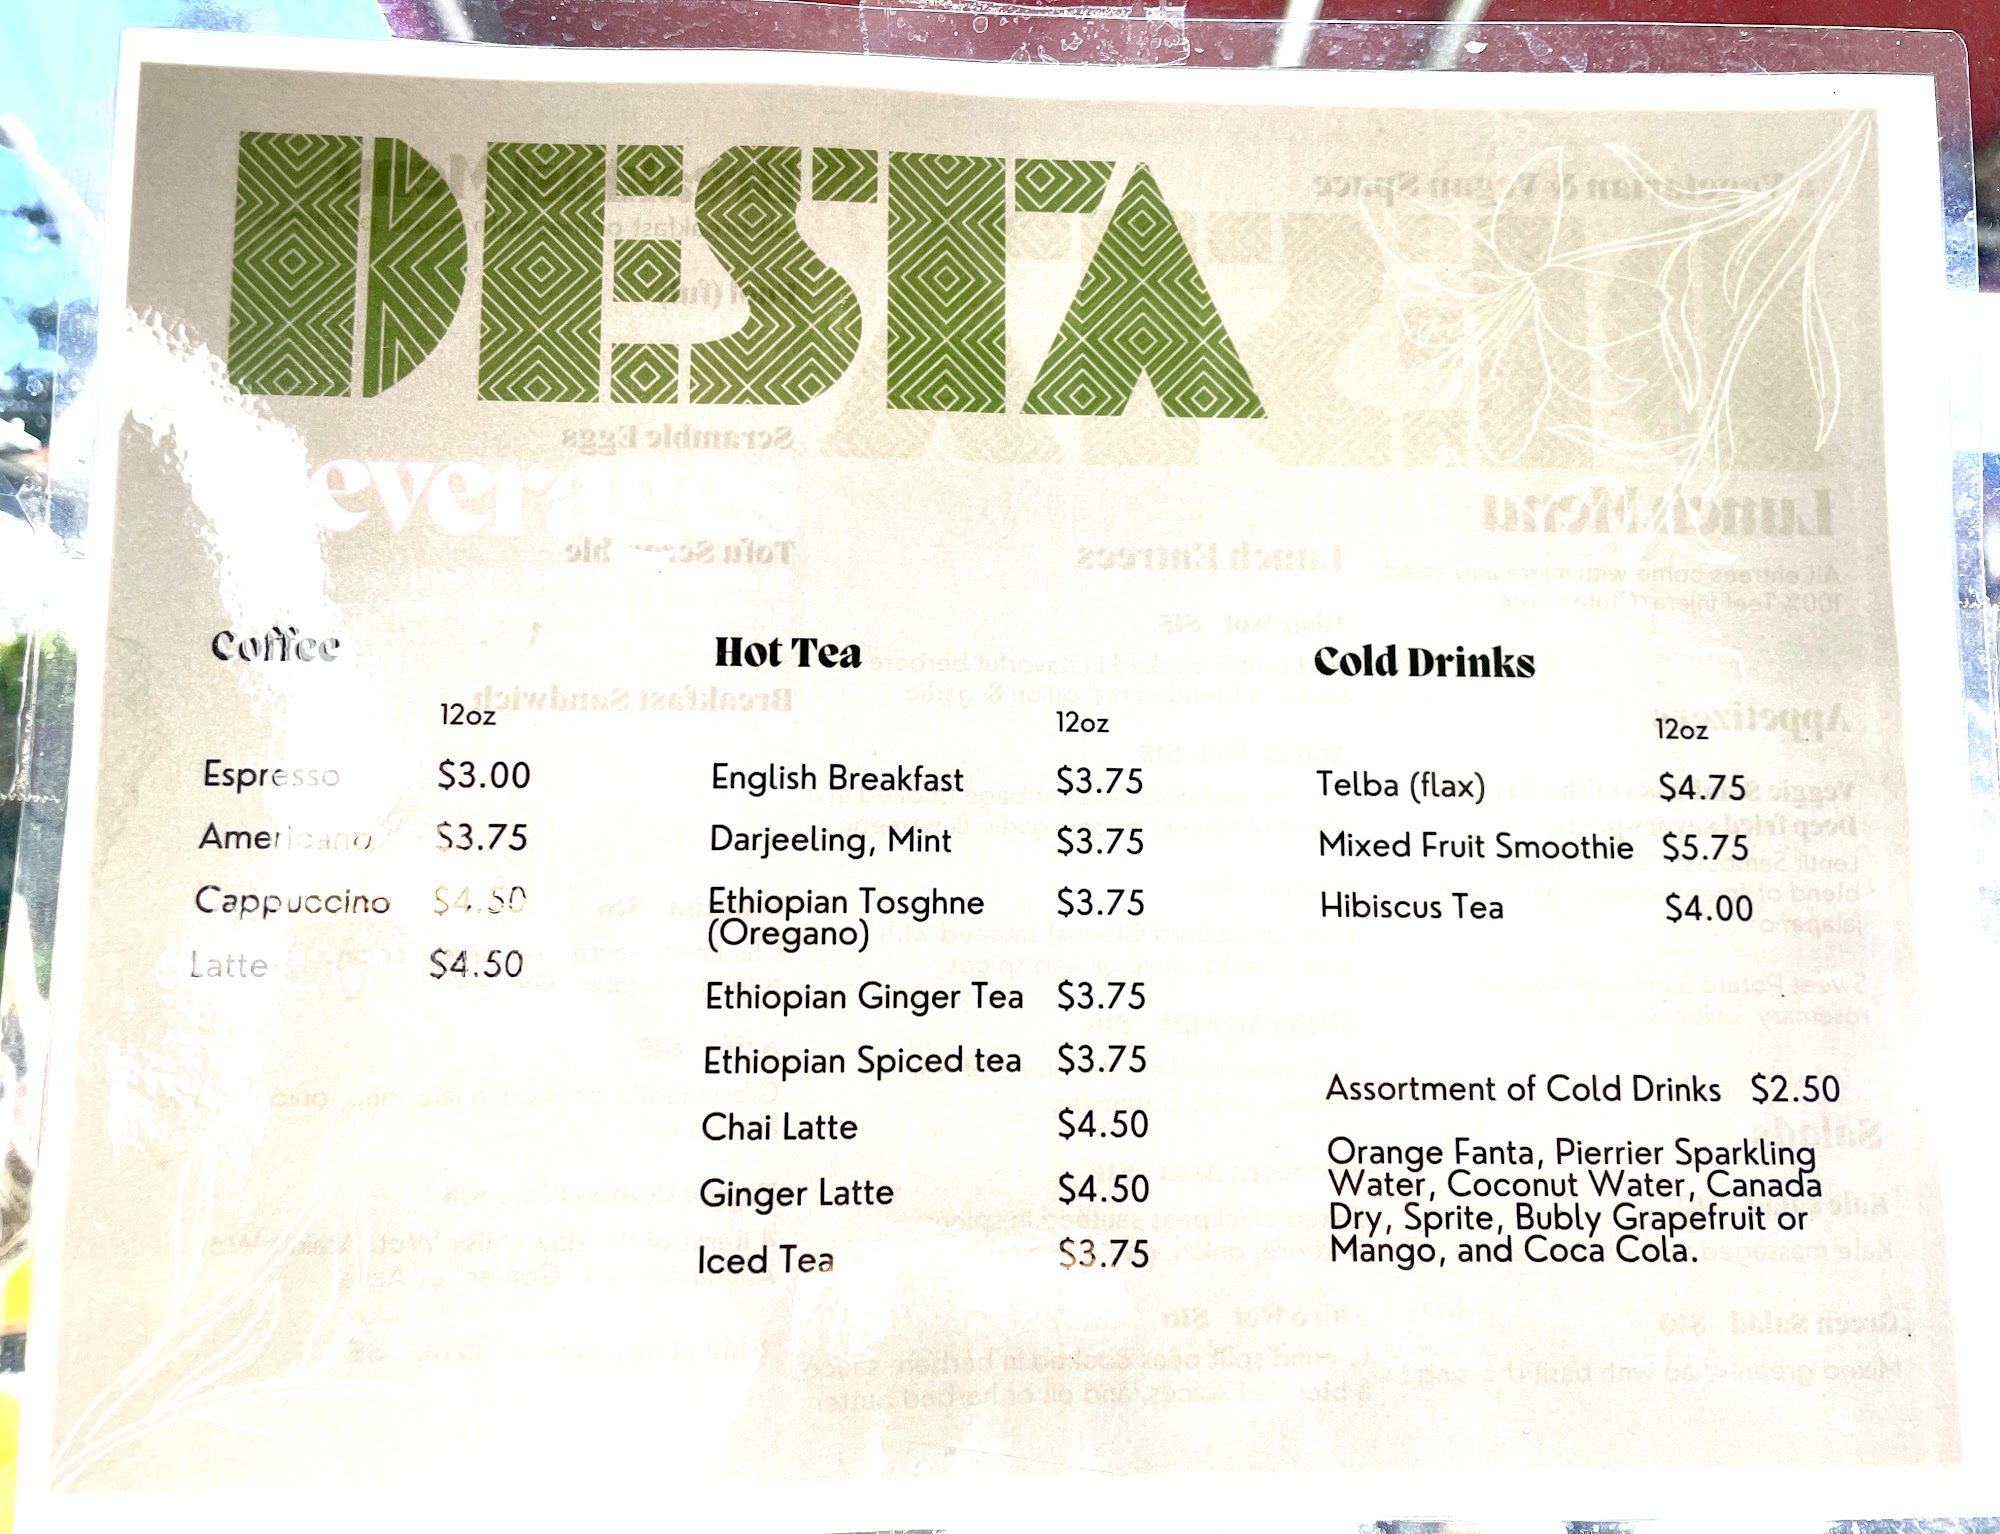 DESTA
Beverages
Coffee
12oz
Espresso $3.00
Americano $3.75
Cappuccino $4.50
Latte $4.50
Hot Tea
12oz
English Breakfast $3.75
Darjeeling, Mint $3.75
Ethiopian Tosghne $3.75
(Oregano)
Ethiopian Ginger Tea $3.75
Ethiopian Spiced tea $3.75
Chai Latte $4.50
Ginger Latte $4.50
Iced Tea $3.75
Cold Drinks
12oz
Telba (flax) $4.75
Mixed Fruit Smoothie $5.75
Hibiscus Tea $4.00
Assortment of Cold Drinks $2.50
Orange Fanta, Pierrier Sparkling
Water, Coconut Water, Canada
Dry, Sprite, Bubly Grapefruit or
Mango, and Coca Cola.